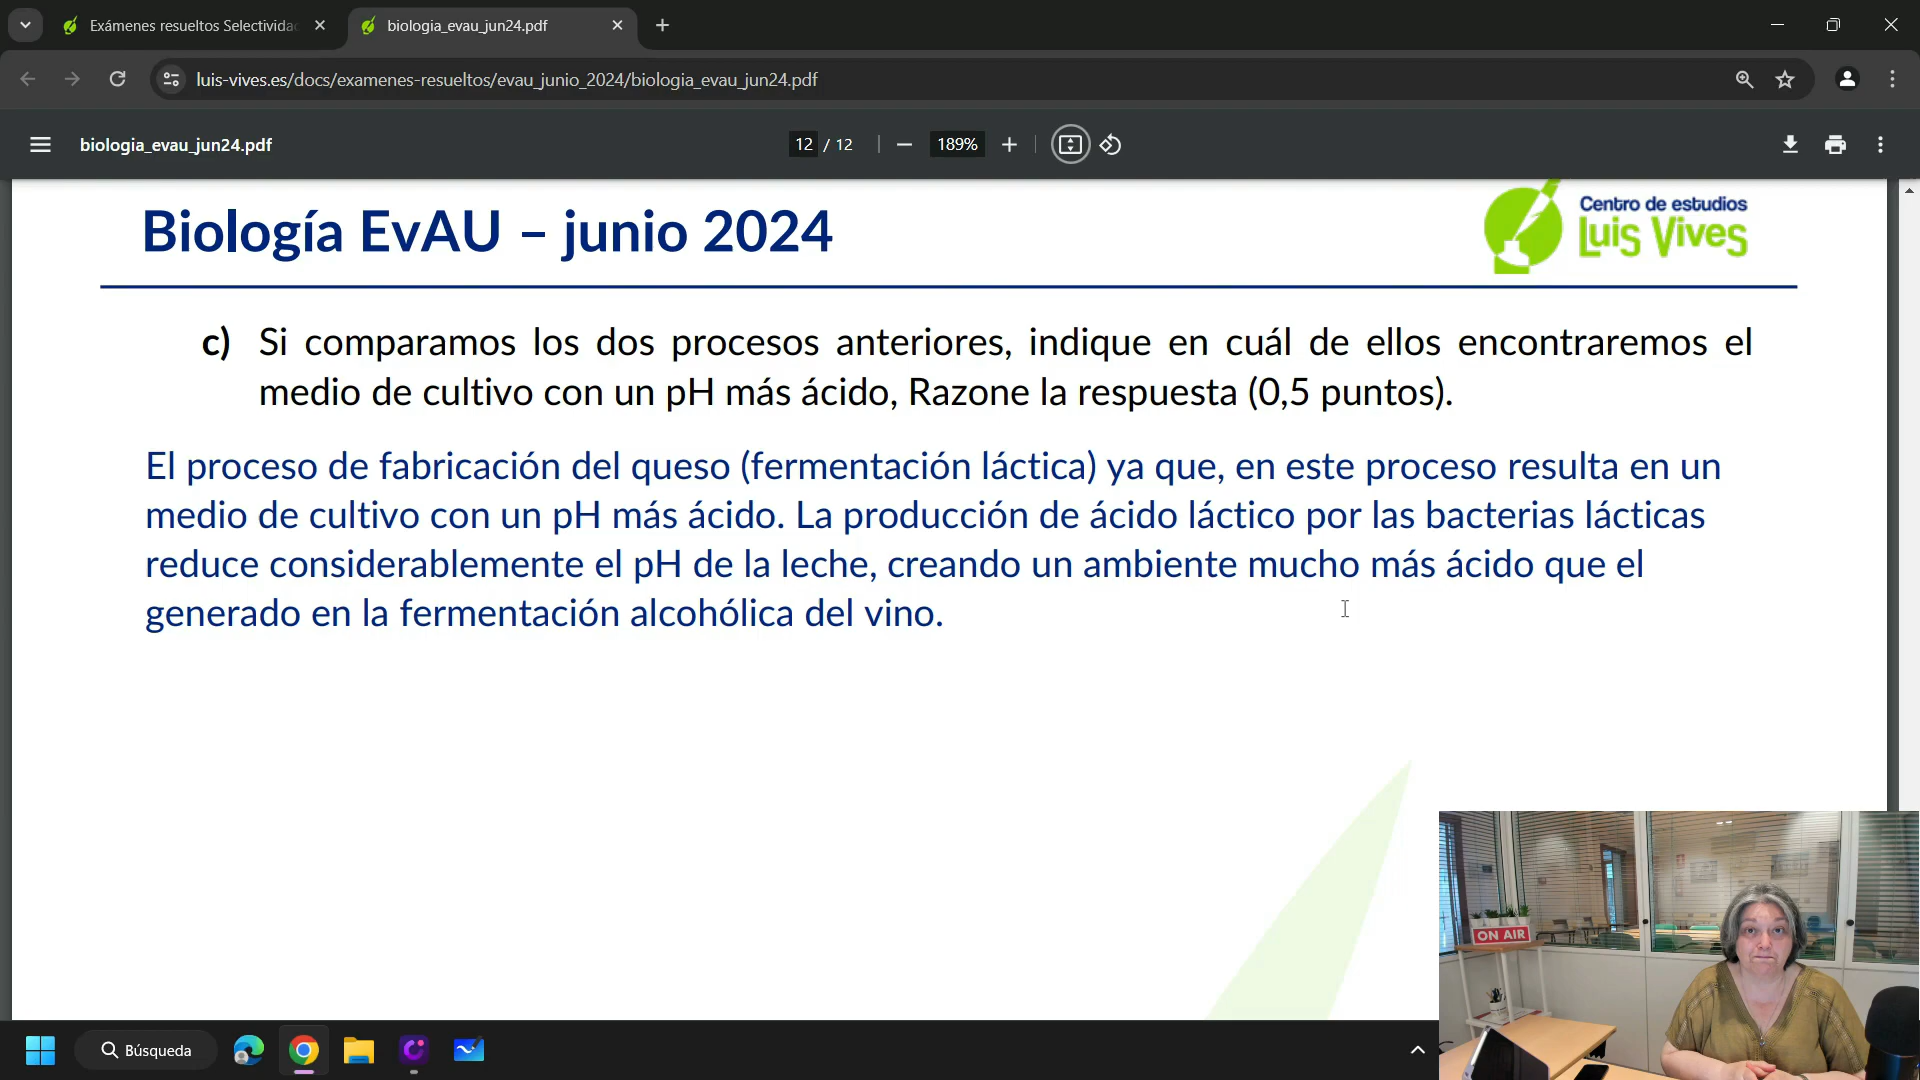 Exámenes resueltos Selectivida
biologia_evau_jun24.pdf
luis-vives.es/docs/examenes-resueltos/evau_junio_2024/biologia_evau_jun24.pdf
biologia_evau_jun24.pdf
12 / 12
189%
Biología EvAU – junio 2024
Centro de estudios
Luis Vives
c) Si comparamos los dos procesos anteriores, indique en cuál de ellos encontraremos el
medio de cultivo con un pH más ácido, Razone la respuesta (0,5 puntos).
El proceso de fabricación del queso (fermentación láctica) ya que, en este proceso resulta en un
medio de cultivo con un pH más ácido. La producción de ácido láctico por las bacterias lácticas
reduce considerablemente el pH de la leche, creando un ambiente mucho más ácido que el
generado en la fermentación alcohólica del vino.
ON AIR
Búsqueda